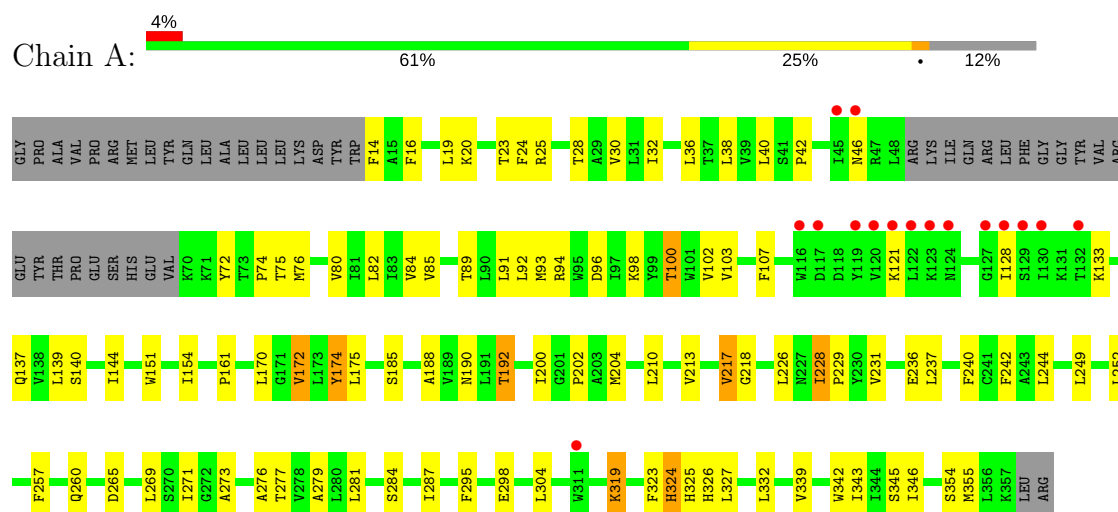 4%
Chain A:
61% 25% • 12%
GLY PRO ALA VAL PRO ARG MET LEU TYR GLN LEU ALA LEU LEU LEU LYS ASP TYR TRP F14 A15 F16 L19 K20 T23 F24 R25 T28 A29 V30 L31 I32 L36 T37 L38 V39 L40 S41 P42 I45 N46 R47 L48 ARG LYS ILE GLN ARG LEU PHE GLY GLY TYR VAL ARG
GLU TYR THR PRO GLU SER HIS GLU VAL K70 K71 Y72 T73 P74 T75 M76 V80 I81 L82 I83 V84 V85 T89 L90 L91 L92 M93 R94 W95 D96 I97 K98 Y99 T100 W101 V102 V103 F107 W116 D117 D118 Y119 V120 K121 L122 K123 N124 G127 I128 S129 I130 K131 T132 K133
Q137 V138 L139 S140 I144 W151 I154 P161 L170 G171 V172 L173 Y174 L175 S185 A188 V189 N190 L191 T192 I200 G201 P202 A203 M204 L210 V213 V217 G218 L226 N227 I228 P229 Y230 V231 E236 L237 F240 C241 F242 A243 L244 L249 L252
F257 Q260 D265 L269 S270 I271 G272 A273 A276 T277 V278 A279 L280 L281 S284 I287 F295 E298 L304 W311 K319 F323 H324 H325 H326 L327 L332 V339 W342 I343 I344 S345 I346 S354 M355 L356 K357 LEU ARG